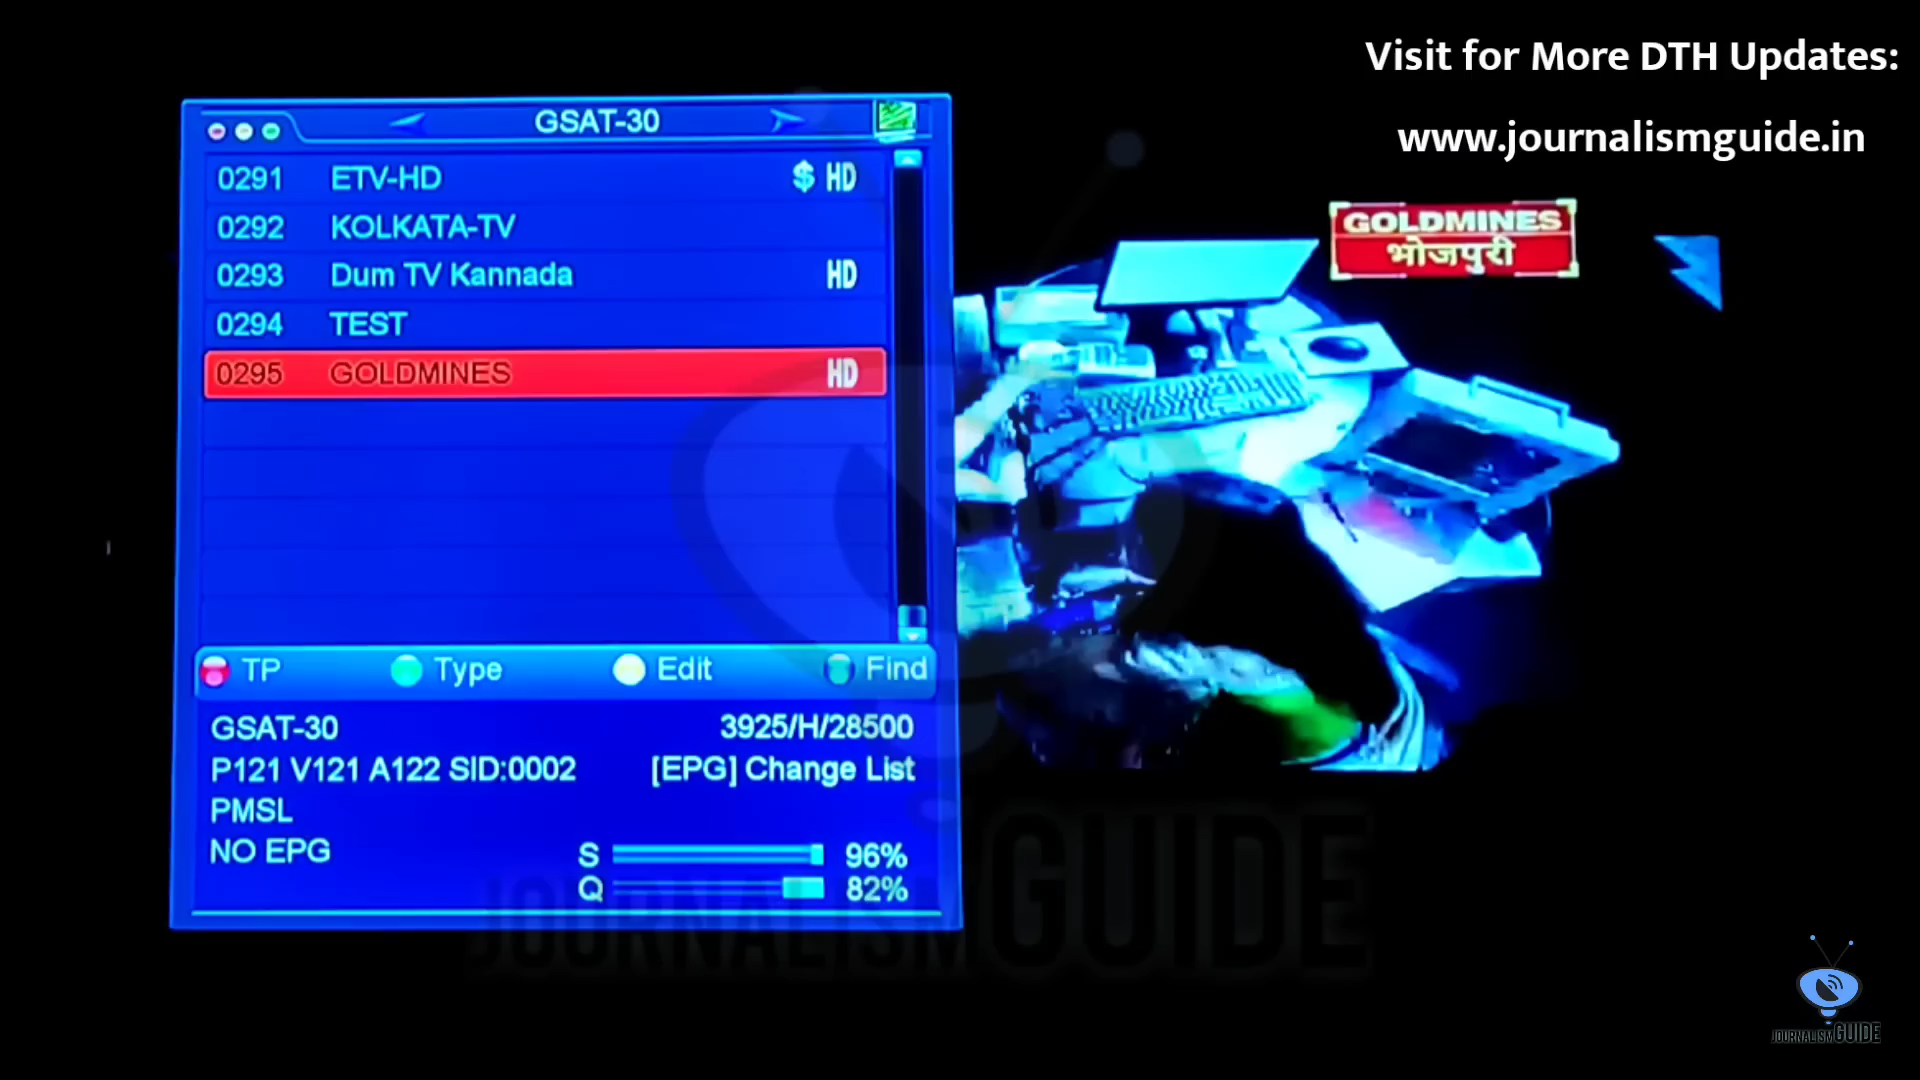 Visit for More DTH Updates:
www.journalismguide.in
GSAT-30
0291 ETV-HD $ HD
0292 KOLKATA-TV
0293 Dum TV Kannada HD
0294 TEST
0295 GOLDMINES HD
TP Type Edit Find
GSAT-30 3925/H/28500
P121 V121 A122 SID:0002 [EPG] Change List
PMSL
NO EPG
S 96%
Q 82%
GOLDMINES
भोजपुरी
JOURNALISMGUIDE
JOURNALISMGUIDE